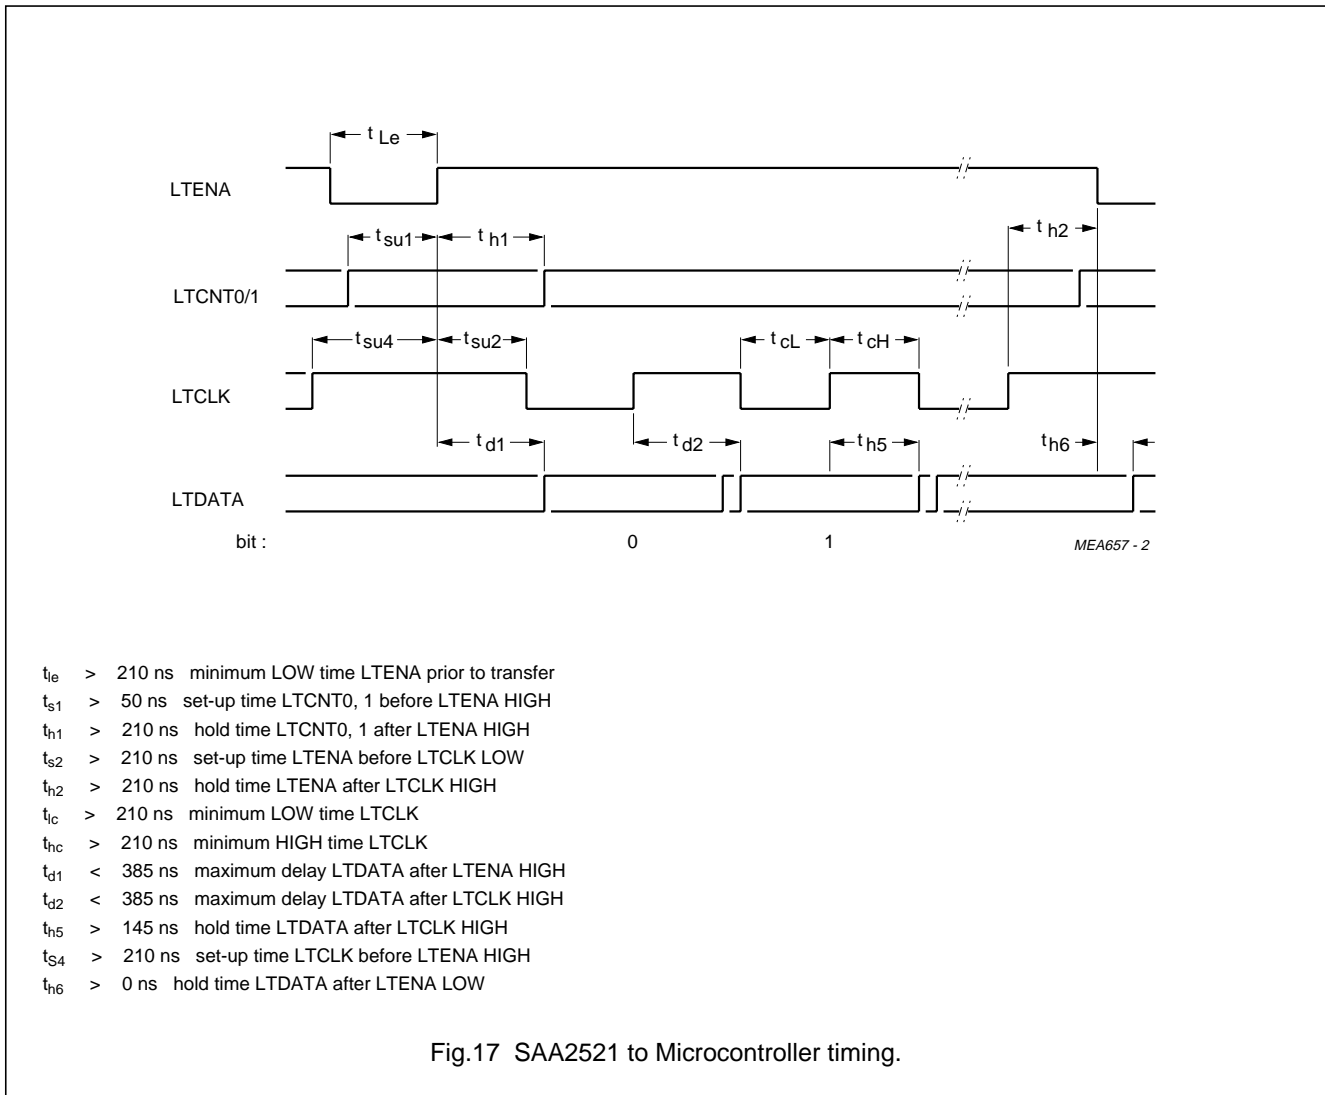 t Le
LTENA
t su1
t h1
t h2
LTCNT0/1
t su4
t su2
t cL
t cH
LTCLK
t d1
t d2
t h5
t h6
LTDATA
bit : 0 1 MEA657 - 2
tle > 210 ns minimum LOW time LTENA prior to transfer
ts1 > 50 ns set-up time LTCNT0, 1 before LTENA HIGH
th1 > 210 ns hold time LTCNT0, 1 after LTENA HIGH
ts2 > 210 ns set-up time LTENA before LTCLK LOW
th2 > 210 ns hold time LTENA after LTCLK HIGH
tlc > 210 ns minimum LOW time LTCLK
thc > 210 ns minimum HIGH time LTCLK
td1 < 385 ns maximum delay LTDATA after LTENA HIGH
td2 < 385 ns maximum delay LTDATA after LTCLK HIGH
th5 > 145 ns hold time LTDATA after LTCLK HIGH
tS4 > 210 ns set-up time LTCLK before LTENA HIGH
th6 > 0 ns hold time LTDATA after LTENA LOW
Fig.17 SAA2521 to Microcontroller timing.